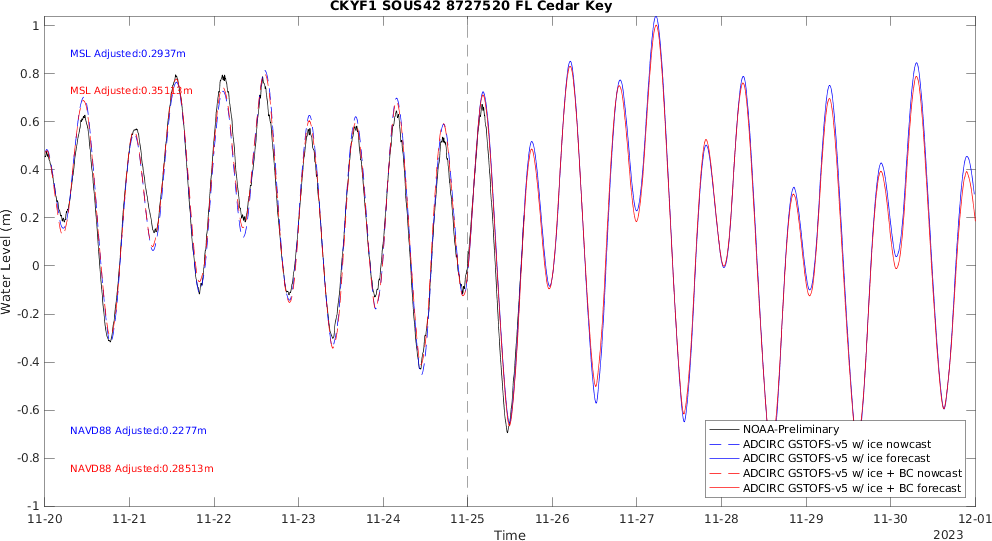 CKYF1 SOUS42 8727520 FL Cedar Key
1
0.8
0.6
0.4
0.2
0
-0.2
-0.4
-0.6
-0.8
-1
Water Level (m)
MSL Adjusted:0.2937m
MSL Adjusted:0.35113m
NAVD88 Adjusted:0.2277m
NAVD88 Adjusted:0.28513m
NOAA-Preliminary
ADCIRC GSTOFS-v5 w/ ice nowcast
ADCIRC GSTOFS-v5 w/ ice forecast
ADCIRC GSTOFS-v5 w/ ice + BC nowcast
ADCIRC GSTOFS-v5 w/ ice + BC forecast
11-20 11-21 11-22 11-23 11-24 11-25 11-26 11-27 11-28 11-29 11-30 12-01
Time
2023